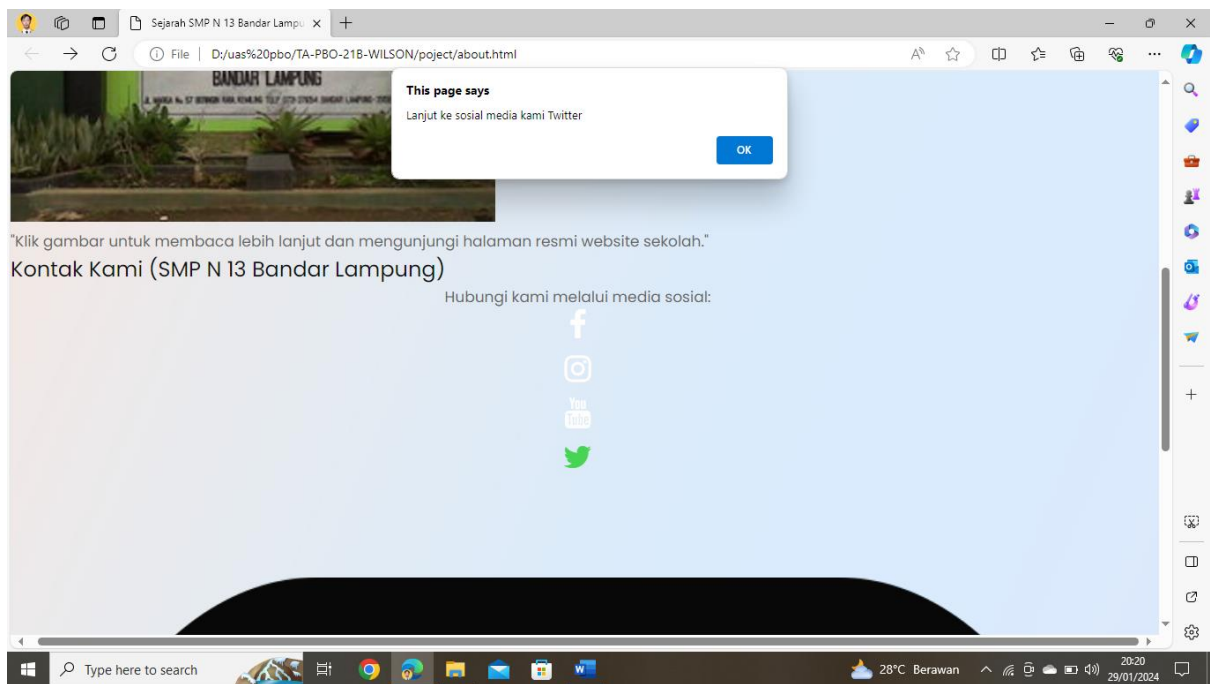 Sejarah SMP N 13 Bandar Lampu
File
D:/uas%20pbo/TA-PBO-21B-WILSON/poject/about.html
This page says
Lanjut ke sosial media kami Twitter
OK
BANDAR LAMPUNG
"Klik gambar untuk membaca lebih lanjut dan mengunjungi halaman resmi website sekolah."
Kontak Kami (SMP N 13 Bandar Lampung)
Hubungi kami melalui media sosial:
You
Tube
Type here to search
28°C Berawan
20:20
29/01/2024